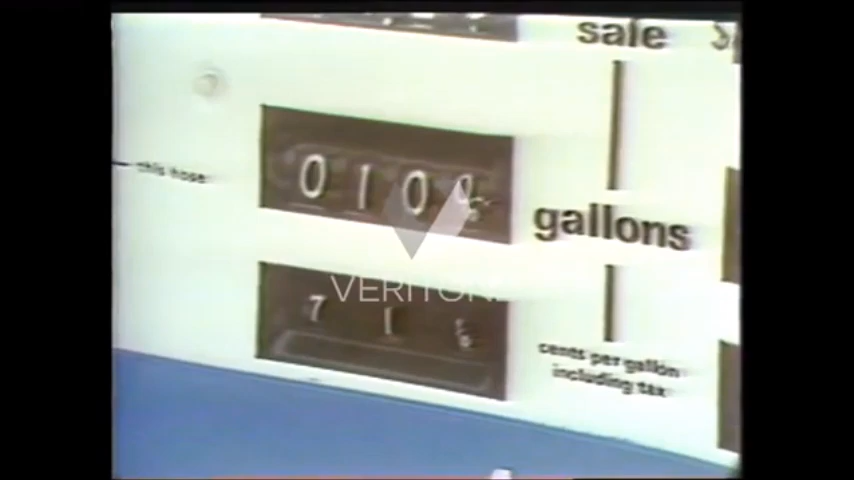 sale
this hose
010
gallons
VERITONE
7 1
cents per gallon
including tax